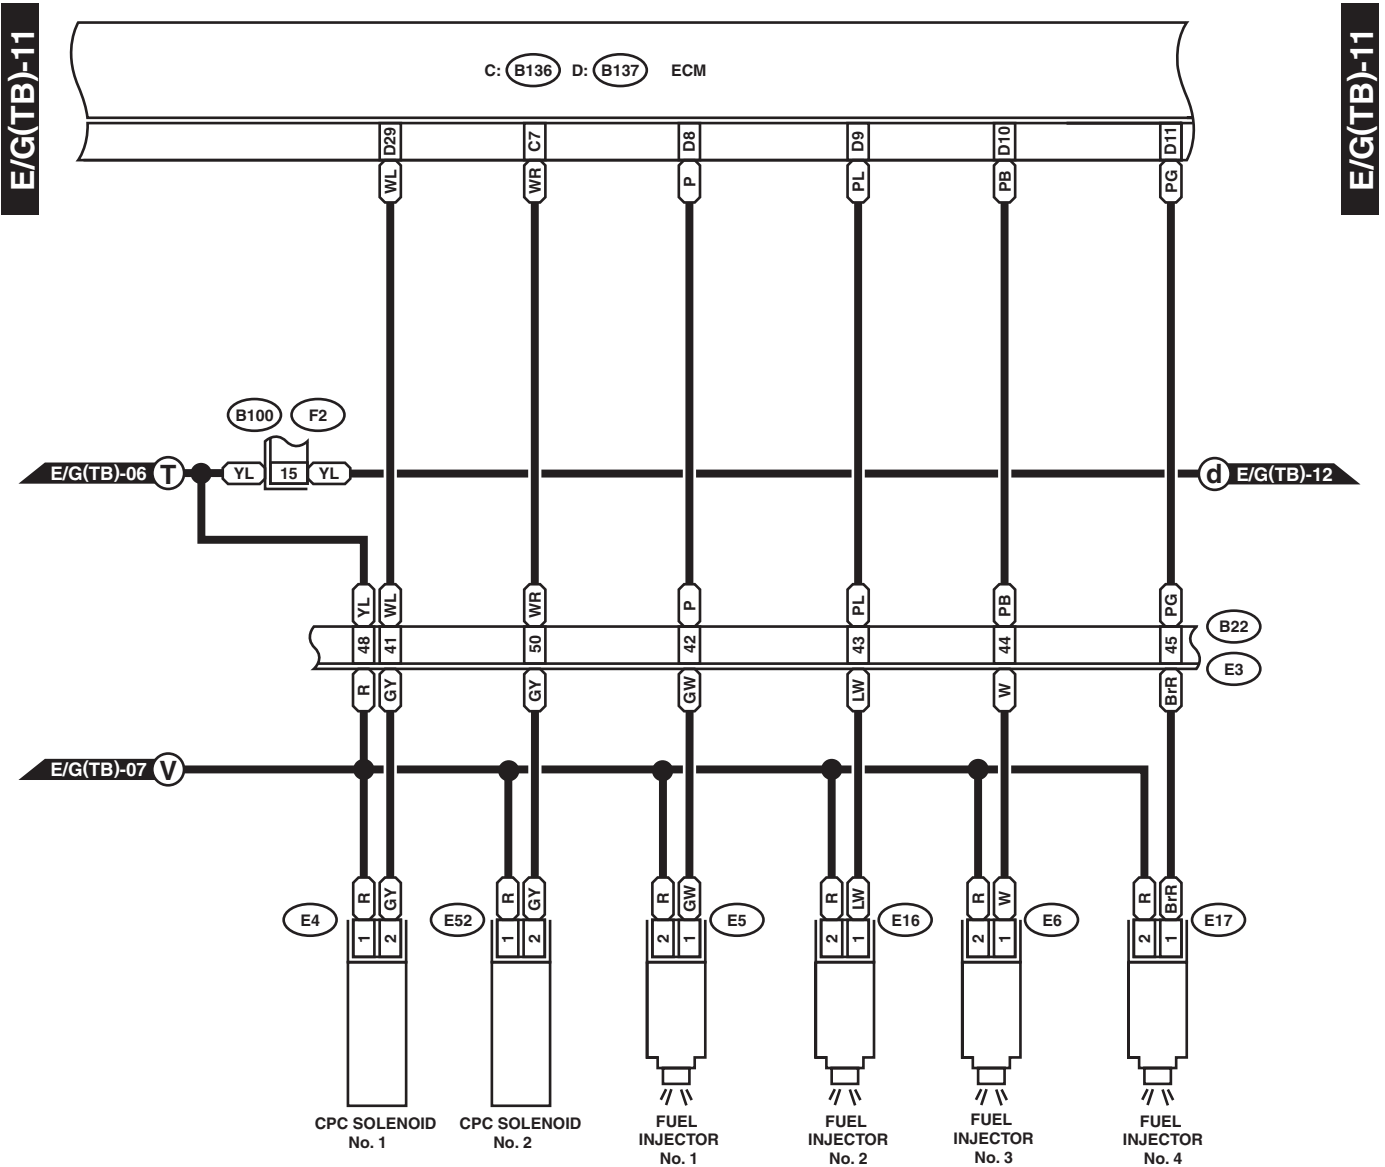 E/G(TB)-11
E/G(TB)-11
C: B136 D: B137 ECM
D29 C7 D8 D9 D10 D11
WL WR P PL PB PG
B100 F2
E/G(TB)-06 T YL 15 YL d E/G(TB)-12
YL WL WR P PL PB PG
B22
48 41 50 42 43 44 45
E3
R GY GY GW LW W BrR
E/G(TB)-07 V
R GY R GY R GW R LW R W R BrR
E4 E52 E5 E16 E6 E17
1 2 1 2 2 1 2 1 2 1 2 1
CPC SOLENOID
No. 1
CPC SOLENOID
No. 2
FUEL
INJECTOR
No. 1
FUEL
INJECTOR
No. 2
FUEL
INJECTOR
No. 3
FUEL
INJECTOR
No. 4